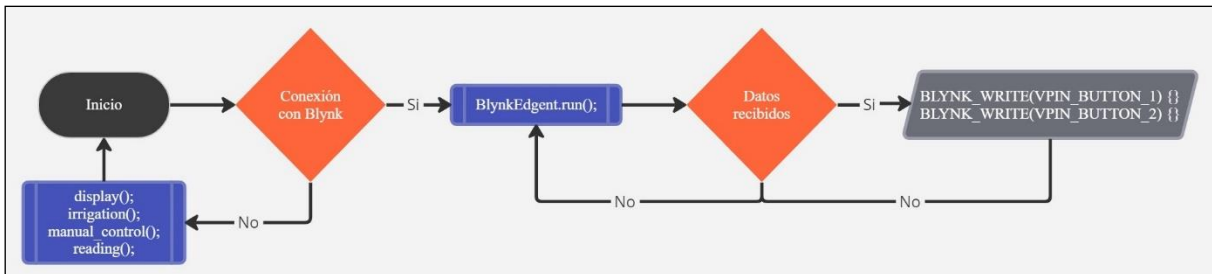 Inicio
Conexión
con Blynk
Si
BlynkEdgent.run();
Datos
recibidos
Si
BLYNK_WRITE(VPIN_BUTTON_1) {}
BLYNK_WRITE(VPIN_BUTTON_2) {}
display();
irrigation();
manual_control();
reading();
No
No
No